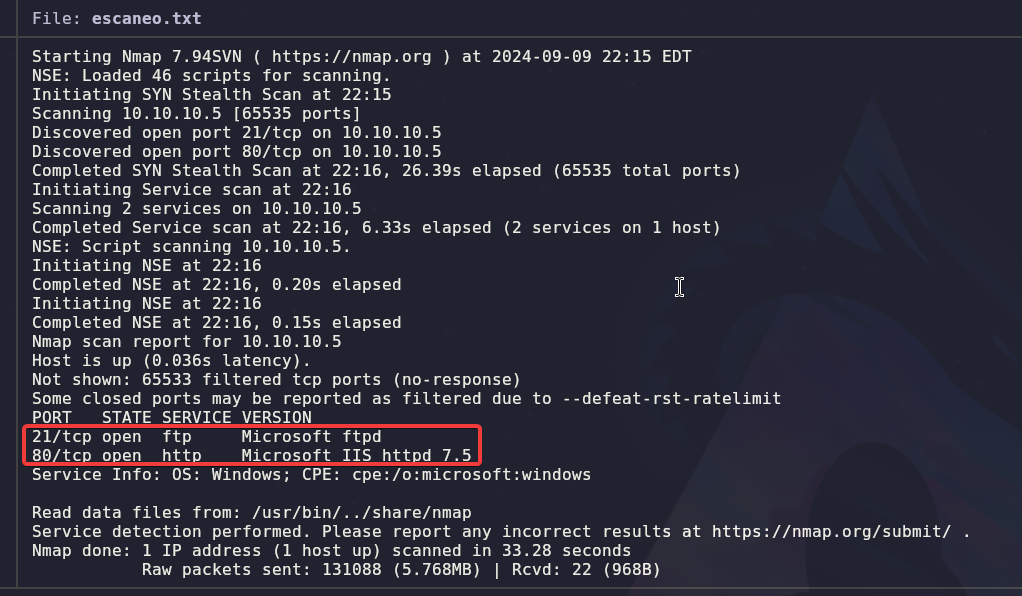 File: escaneo.txt
Starting Nmap 7.94SVN ( https://nmap.org ) at 2024-09-09 22:15 EDT
NSE: Loaded 46 scripts for scanning.
Initiating SYN Stealth Scan at 22:15
Scanning 10.10.10.5 [65535 ports]
Discovered open port 21/tcp on 10.10.10.5
Discovered open port 80/tcp on 10.10.10.5
Completed SYN Stealth Scan at 22:16, 26.39s elapsed (65535 total ports)
Initiating Service scan at 22:16
Scanning 2 services on 10.10.10.5
Completed Service scan at 22:16, 6.33s elapsed (2 services on 1 host)
NSE: Script scanning 10.10.10.5.
Initiating NSE at 22:16
Completed NSE at 22:16, 0.20s elapsed
Initiating NSE at 22:16
Completed NSE at 22:16, 0.15s elapsed
Nmap scan report for 10.10.10.5
Host is up (0.036s latency).
Not shown: 65533 filtered tcp ports (no-response)
Some closed ports may be reported as filtered due to --defeat-rst-ratelimit
PORT   STATE SERVICE VERSION
21/tcp open  ftp     Microsoft ftpd
80/tcp open  http    Microsoft IIS httpd 7.5
Service Info: OS: Windows; CPE: cpe:/o:microsoft:windows
Read data files from: /usr/bin/../share/nmap
Service detection performed. Please report any incorrect results at https://nmap.org/submit/ .
Nmap done: 1 IP address (1 host up) scanned in 33.28 seconds
Raw packets sent: 131088 (5.768MB) | Rcvd: 22 (968B)